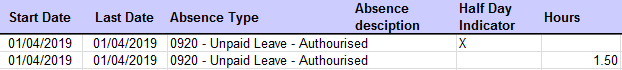 Start Date Last Date Absence Type Absence desciption Half Day Indicator Hours
01/04/2019 01/04/2019 0920 - Unpaid Leave - Authourised X
01/04/2019 01/04/2019 0920 - Unpaid Leave - Authourised 1.50